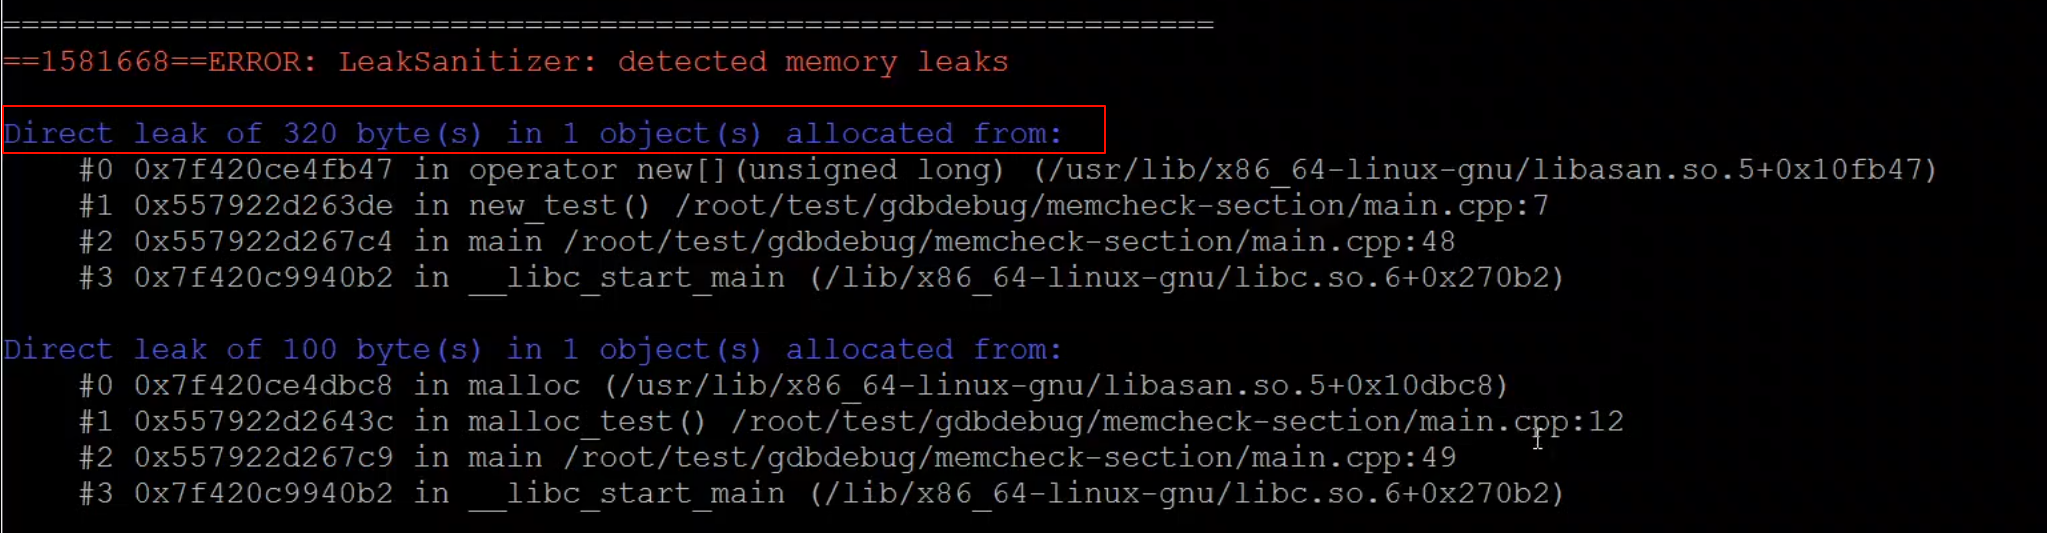 =================================================================
==1581668==ERROR: LeakSanitizer: detected memory leaks
Direct leak of 320 byte(s) in 1 object(s) allocated from:
#0 0x7f420ce4fb47 in operator new[](unsigned long) (/usr/lib/x86_64-linux-gnu/libasan.so.5+0x10fb47)
#1 0x557922d263de in new_test() /root/test/gdbdebug/memcheck-section/main.cpp:7
#2 0x557922d267c4 in main /root/test/gdbdebug/memcheck-section/main.cpp:48
#3 0x7f420c9940b2 in __libc_start_main (/lib/x86_64-linux-gnu/libc.so.6+0x270b2)
Direct leak of 100 byte(s) in 1 object(s) allocated from:
#0 0x7f420ce4dbc8 in malloc (/usr/lib/x86_64-linux-gnu/libasan.so.5+0x10dbc8)
#1 0x557922d2643c in malloc_test() /root/test/gdbdebug/memcheck-section/main.cpp:12
#2 0x557922d267c9 in main /root/test/gdbdebug/memcheck-section/main.cpp:49
#3 0x7f420c9940b2 in __libc_start_main (/lib/x86_64-linux-gnu/libc.so.6+0x270b2)